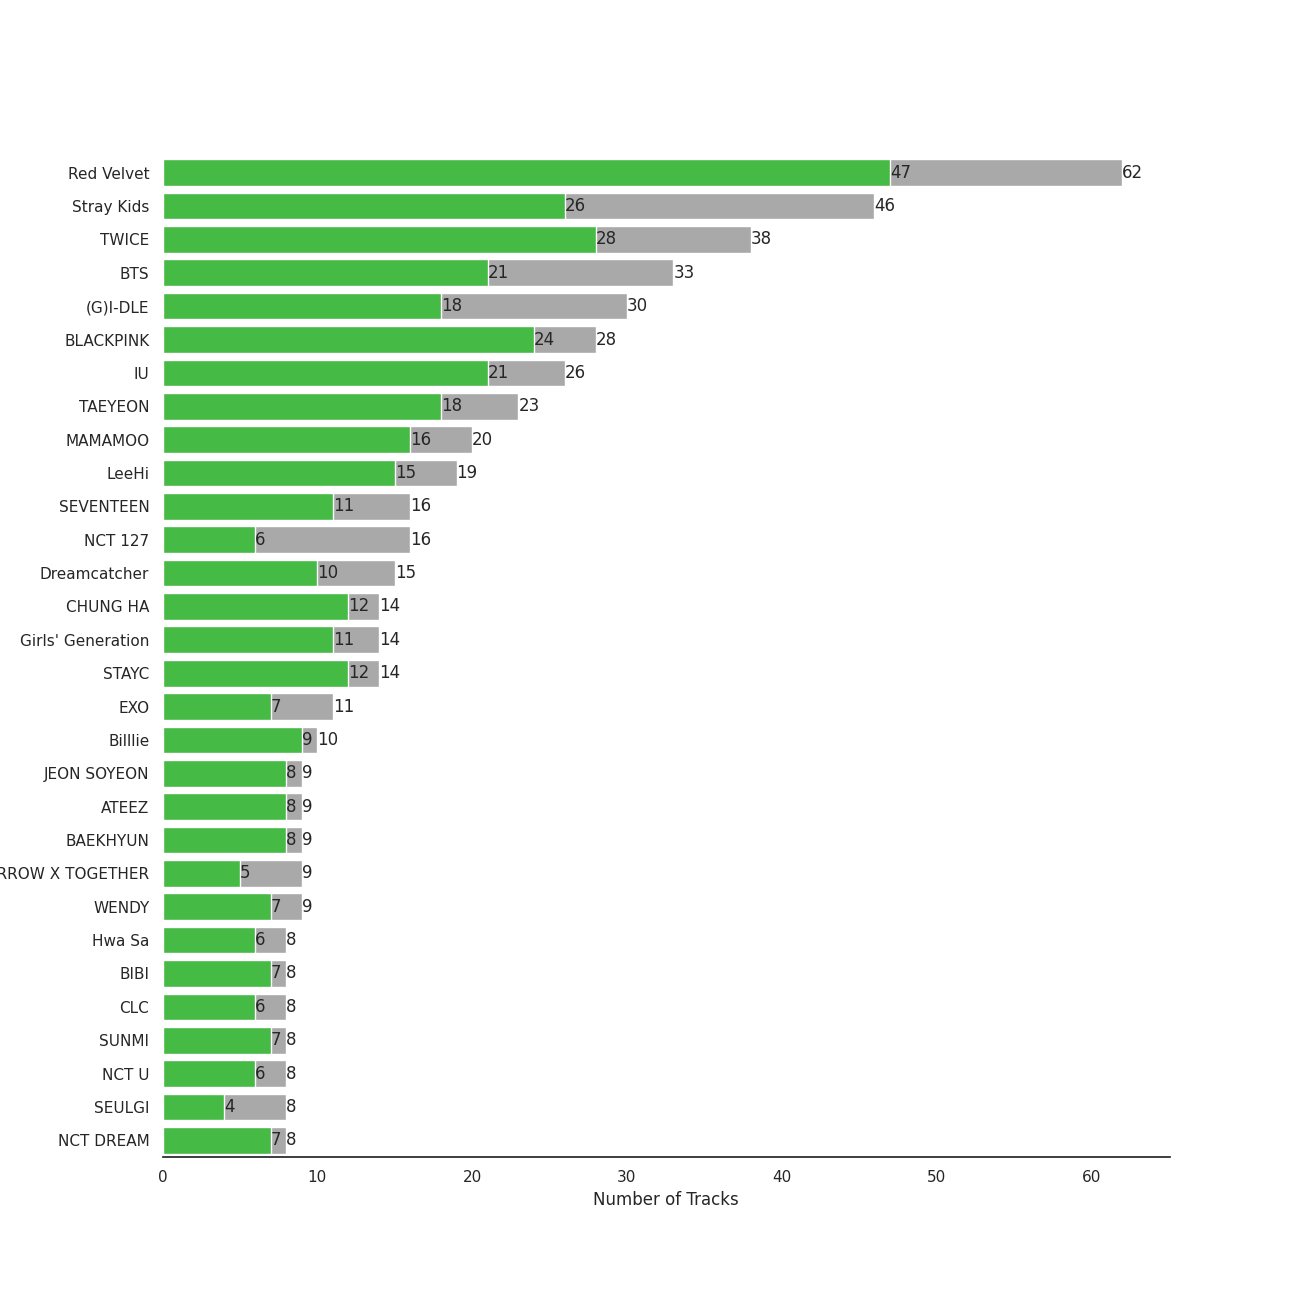 Red Velvet 47 62
Stray Kids 26 46
TWICE 28 38
BTS 21 33
(G)I-DLE 18 30
BLACKPINK 24 28
IU 21 26
TAEYEON 18 23
MAMAMOO 16 20
LeeHi 15 19
SEVENTEEN 11 16
NCT 127 6 16
Dreamcatcher 10 15
CHUNG HA 12 14
Girls' Generation 11 14
STAYC 12 14
EXO 7 11
Billlie 9 10
JEON SOYEON 8 9
ATEEZ 8 9
BAEKHYUN 8 9
RROW X TOGETHER 5 9
WENDY 7 9
Hwa Sa 6 8
BIBI 7 8
CLC 6 8
SUNMI 7 8
NCT U 6 8
SEULGI 4 8
NCT DREAM 7 8
0 10 20 30 40 50 60
Number of Tracks